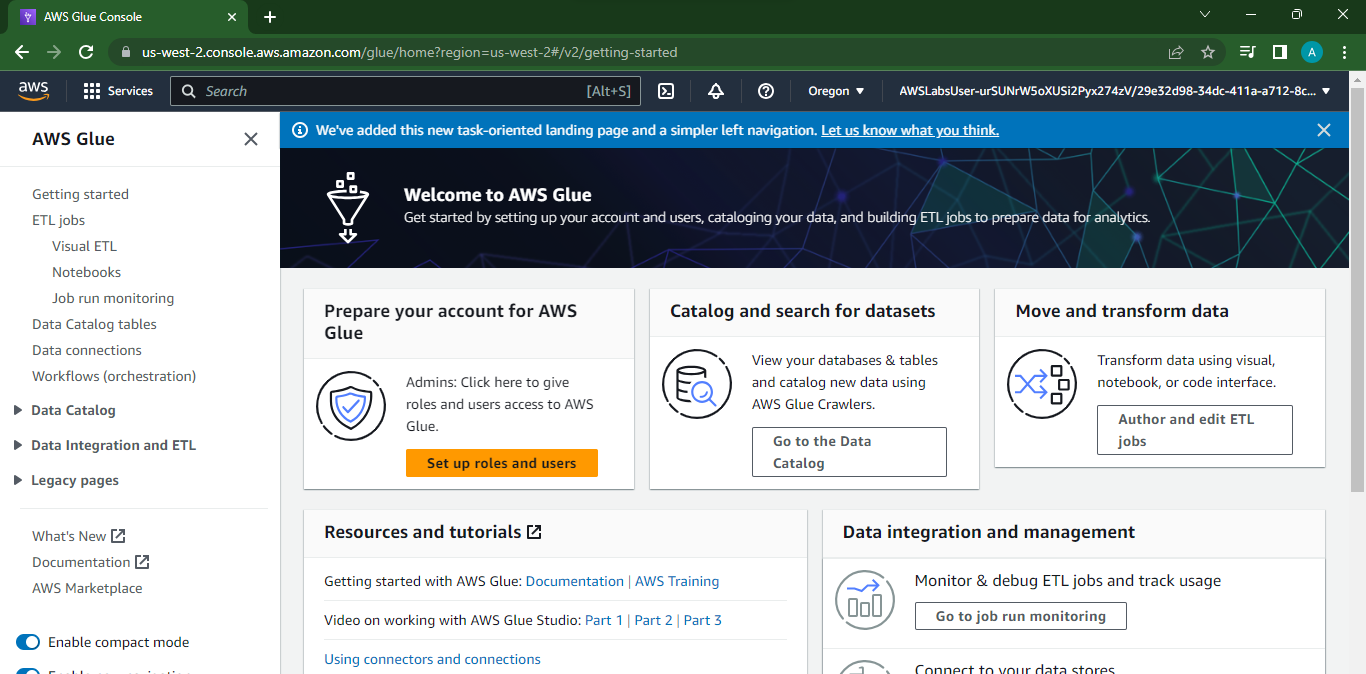 AWS Glue Console
us-west-2.console.aws.amazon.com/glue/home?region=us-west-2#/v2/getting-started
A
aws
Services
Search
[Alt+S]
Oregon
AWSLabsUser-urSUNrW5oXUSi2Pyx274zV/29e32d98-34dc-411a-a712-8c...
AWS Glue
Getting started
ETL jobs
Visual ETL
Notebooks
Job run monitoring
Data Catalog tables
Data connections
Workflows (orchestration)
Data Catalog
Data Integration and ETL
Legacy pages
What's New
Documentation
AWS Marketplace
Enable compact mode
We've added this new task-oriented landing page and a simpler left navigation. Let us know what you think.
Welcome to AWS Glue
Get started by setting up your account and users, cataloging your data, and building ETL jobs to prepare data for analytics.
Prepare your account for AWS
Glue
Admins: Click here to give
roles and users access to AWS
Glue.
Set up roles and users
Catalog and search for datasets
View your databases & tables
and catalog new data using
AWS Glue Crawlers.
Go to the Data
Catalog
Move and transform data
Transform data using visual,
notebook, or code interface.
Author and edit ETL
jobs
Resources and tutorials
Getting started with AWS Glue: Documentation | AWS Training
Video on working with AWS Glue Studio: Part 1 | Part 2 | Part 3
Using connectors and connections
Data integration and management
Monitor & debug ETL jobs and track usage
Go to job run monitoring
Connect to your data stores